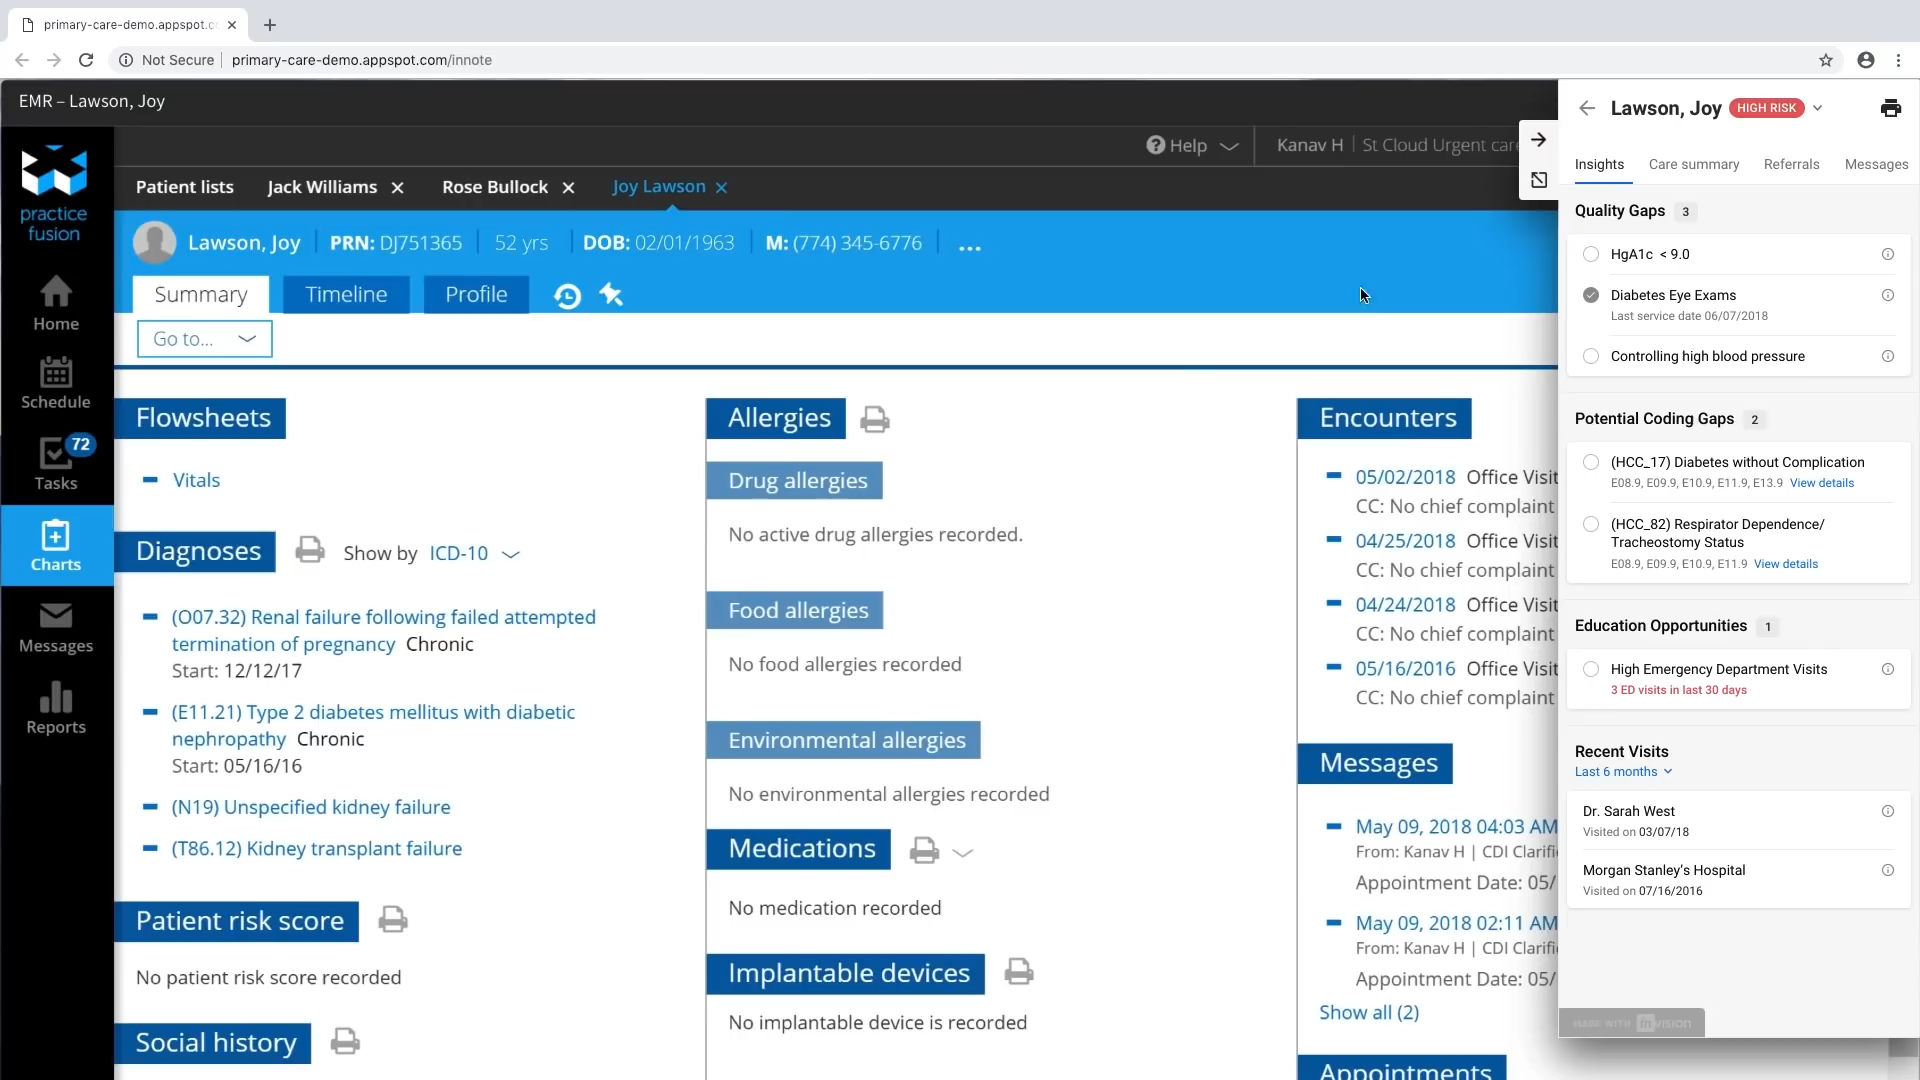 primary-care-demo.appspot.c
Not Secure
primary-care-demo.appspot.com/innote
EMR – Lawson, Joy
Help
Kanav H
St Cloud Urgent care
practice
fusion
Home
Schedule
72
Tasks
Charts
Messages
Reports
Patient lists
Jack Williams
Rose Bullock
Joy Lawson
Lawson, Joy
PRN: DJ751365
52 yrs
DOB: 02/01/1963
M: (774) 345-6776
...
Summary
Timeline
Profile
Go to...
Flowsheets
Vitals
Diagnoses
Show by ICD-10
(O07.32) Renal failure following failed attempted
termination of pregnancy Chronic
Start: 12/12/17
(E11.21) Type 2 diabetes mellitus with diabetic
nephropathy Chronic
Start: 05/16/16
(N19) Unspecified kidney failure
(T86.12) Kidney transplant failure
Patient risk score
No patient risk score recorded
Social history
Allergies
Drug allergies
No active drug allergies recorded.
Food allergies
No food allergies recorded
Environmental allergies
No environmental allergies recorded
Medications
No medication recorded
Implantable devices
No implantable device is recorded
Encounters
05/02/2018 Office Visit
CC: No chief complaint
04/25/2018 Office Visit
CC: No chief complaint
04/24/2018 Office Visit
CC: No chief complaint
05/16/2016 Office Visit
CC: No chief complaint
Messages
May 09, 2018 04:03 AM
From: Kanav H | CDI Clarifi
Appointment Date: 05/
May 09, 2018 02:11 AM
From: Kanav H | CDI Clarifi
Appointment Date: 05/
Show all (2)
Appointments
Lawson, Joy
HIGH RISK
Insights
Care summary
Referrals
Messages
Quality Gaps 3
HgA1c < 9.0
Diabetes Eye Exams
Last service date 06/07/2018
Controlling high blood pressure
Potential Coding Gaps 2
(HCC_17) Diabetes without Complication
E08.9, E09.9, E10.9, E11.9, E13.9 View details
(HCC_82) Respirator Dependence/
Tracheostomy Status
E08.9, E09.9, E10.9, E11.9 View details
Education Opportunities 1
High Emergency Department Visits
3 ED visits in last 30 days
Recent Visits
Last 6 months
Dr. Sarah West
Visited on 03/07/18
Morgan Stanley's Hospital
Visited on 07/16/2016
MADE WITH invision